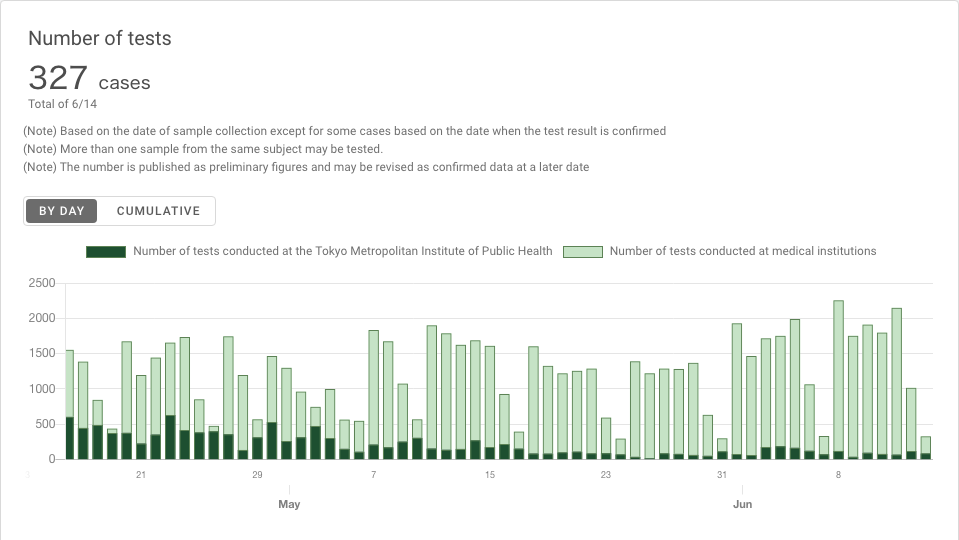 Number of tests
327 cases
Total of 6/14
(Note) Based on the date of sample collection except for some cases based on the date when the test result is confirmed
(Note) More than one sample from the same subject may be tested.
(Note) The number is published as preliminary figures and may be revised as confirmed data at a later date
BY DAY CUMULATIVE
Number of tests conducted at the Tokyo Metropolitan Institute of Public Health Number of tests conducted at medical institutions
2500
2000
1500
1000
500
0
21 29 7 15 23 31 8
May Jun